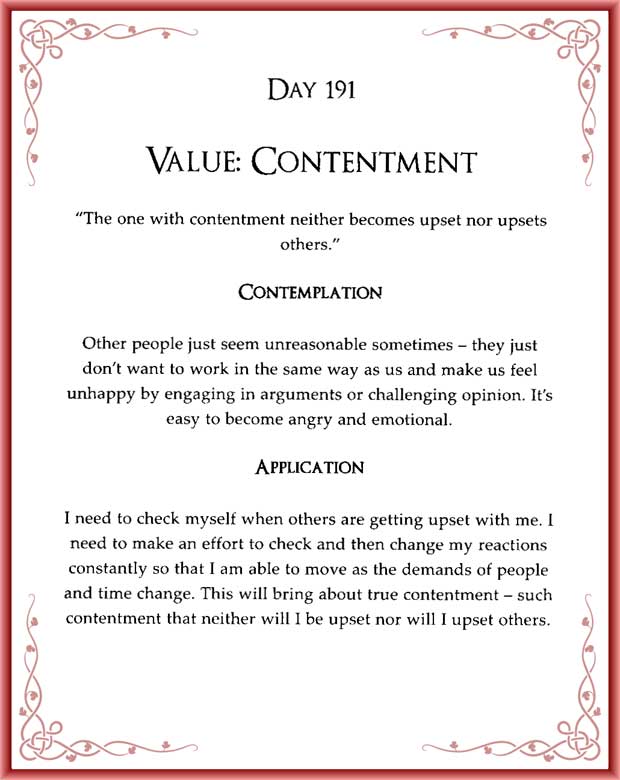 DAY 191
VALUE: CONTENTMENT
“The one with contentment neither becomes upset nor upsets
others.”
CONTEMPLATION
Other people just seem unreasonable sometimes – they just
don’t want to work in the same way as us and make us feel
unhappy by engaging in arguments or challenging opinion. It’s
easy to become angry and emotional.
APPLICATION
I need to check myself when others are getting upset with me. I
need to make an effort to check and then change my reactions
constantly so that I am able to move as the demands of people
and time change. This will bring about true contentment – such
contentment that neither will I be upset nor will I upset others.